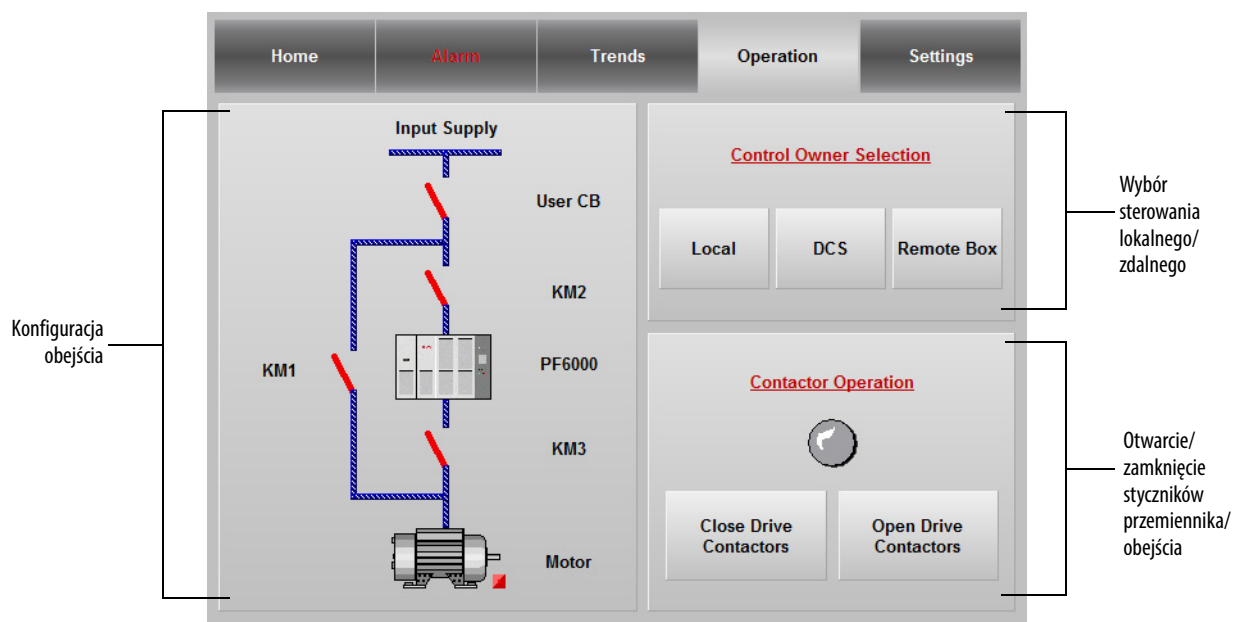 Home
Alarm
Trends
Operation
Settings
Input Supply
User CB
KM2
PF6000
KM1
KM3
Motor
Control Owner Selection
Local
DCS
Remote Box
Contactor Operation
Close Drive
Contactors
Open Drive
Contactors
Konfiguracja
obejścia
Wybór
sterowania
lokalnego/
zdalnego
Otwarcie/
zamknięcie
styczników
przemiennika/
obejścia